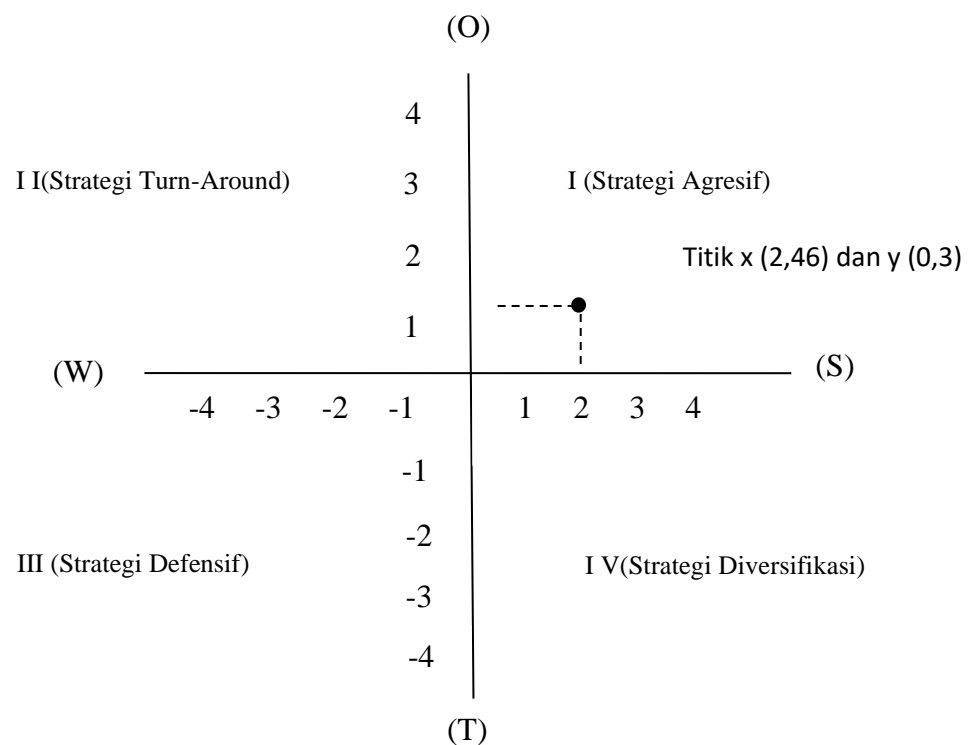 (O)
4
I I(Strategi Turn-Around)
3
I (Strategi Agresif)
2
Titik x (2,46) dan y (0,3)
1
(W)
(S)
-4 -3 -2 -1 1 2 3 4
-1
-2
III (Strategi Defensif)
I V(Strategi Diversifikasi)
-3
-4
(T)